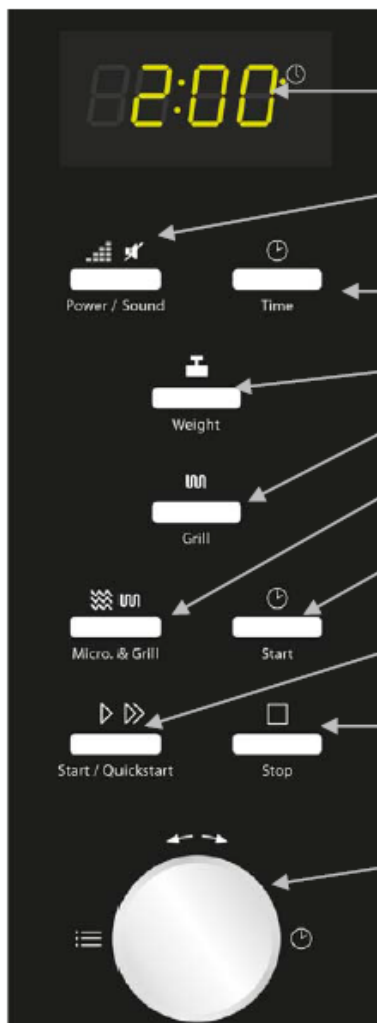 2:00
Power / Sound
Time
Weight
Grill
Micro. & Grill
Start
Start / Quickstart
Stop